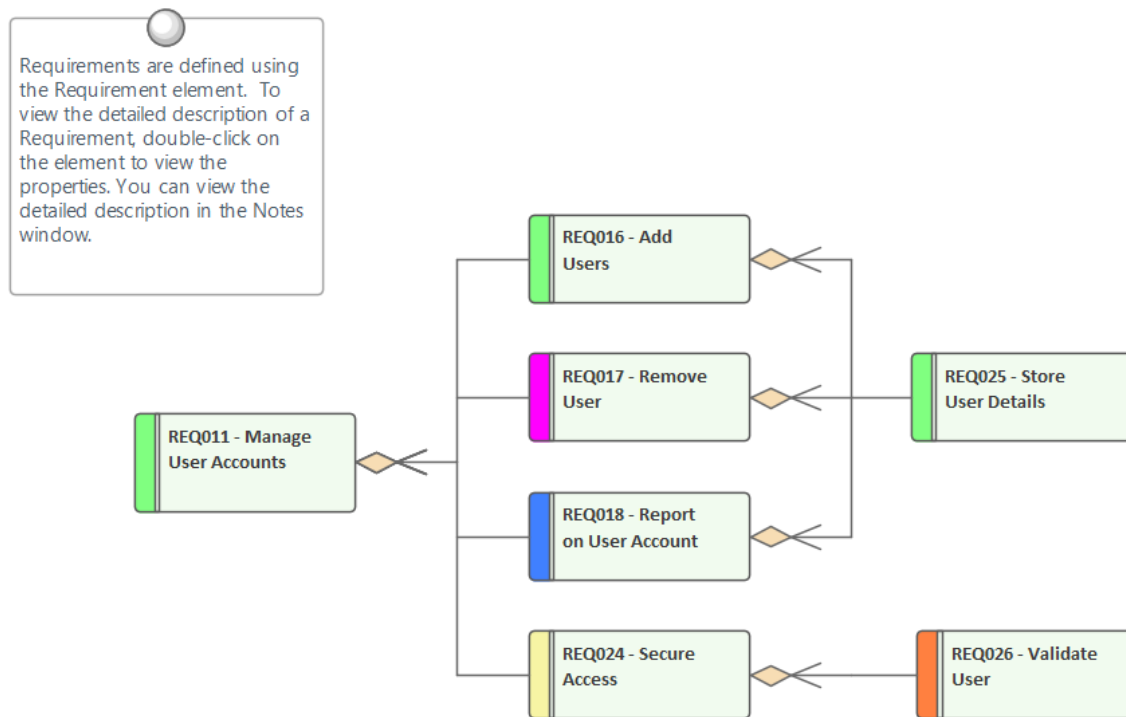 Requirements are defined using
the Requirement element.  To
view the detailed description of a
Requirement, double-click on
the element to view the
properties. You can view the
detailed description in the Notes
window.
REQ016 - Add
Users
REQ017 - Remove
User
REQ025 - Store
User Details
REQ011 - Manage
User Accounts
REQ018 - Report
on User Account
REQ024 - Secure
Access
REQ026 - Validate
User